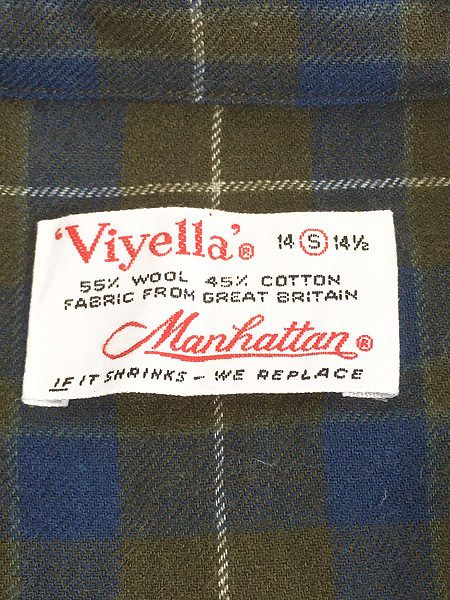 ‘Viyella’® 14 S 14½
55% WOOL 45% COTTON
FABRIC FROM GREAT BRITAIN
Manhattan®
IF IT SHRINKS – WE REPLACE